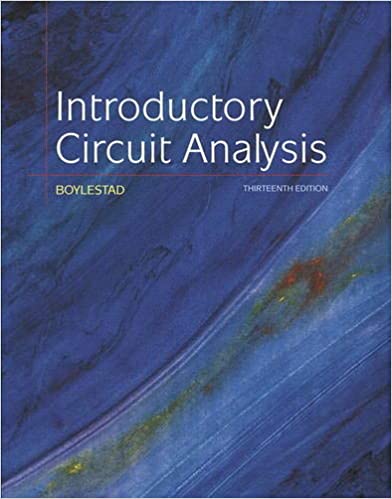 Introductory
Circuit Analysis
BOYLESTAD
THIRTEENTH EDITION